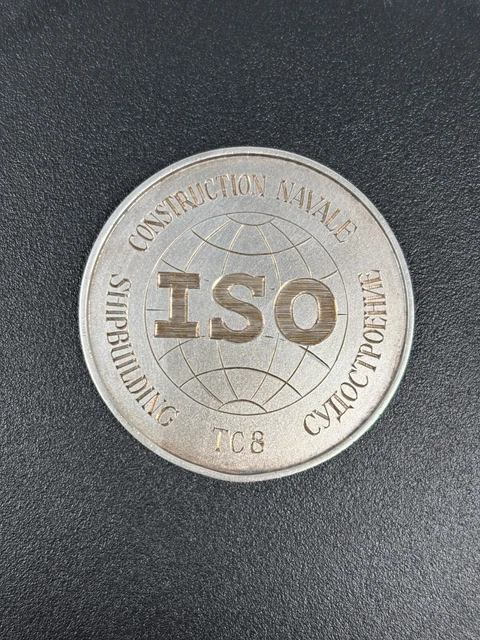 CONSTRUCTION NAVALE
SHIPBUILDING
ISO
СУДОСТРОЕНИЕ
TC8